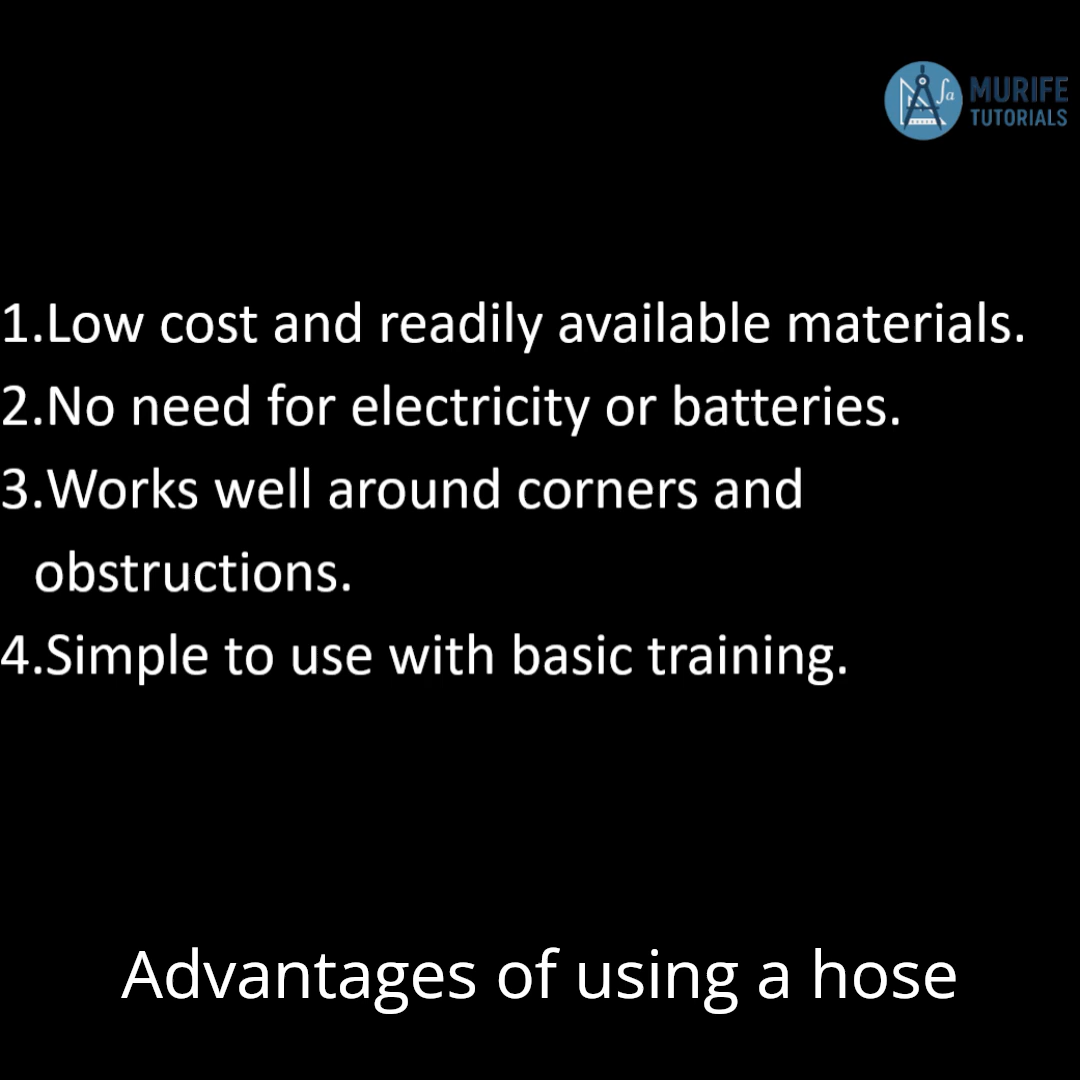 MURIFE
TUTORIALS
1.Low cost and readily available materials.
2.No need for electricity or batteries.
3.Works well around corners and
obstructions.
4.Simple to use with basic training.
Advantages of using a hose